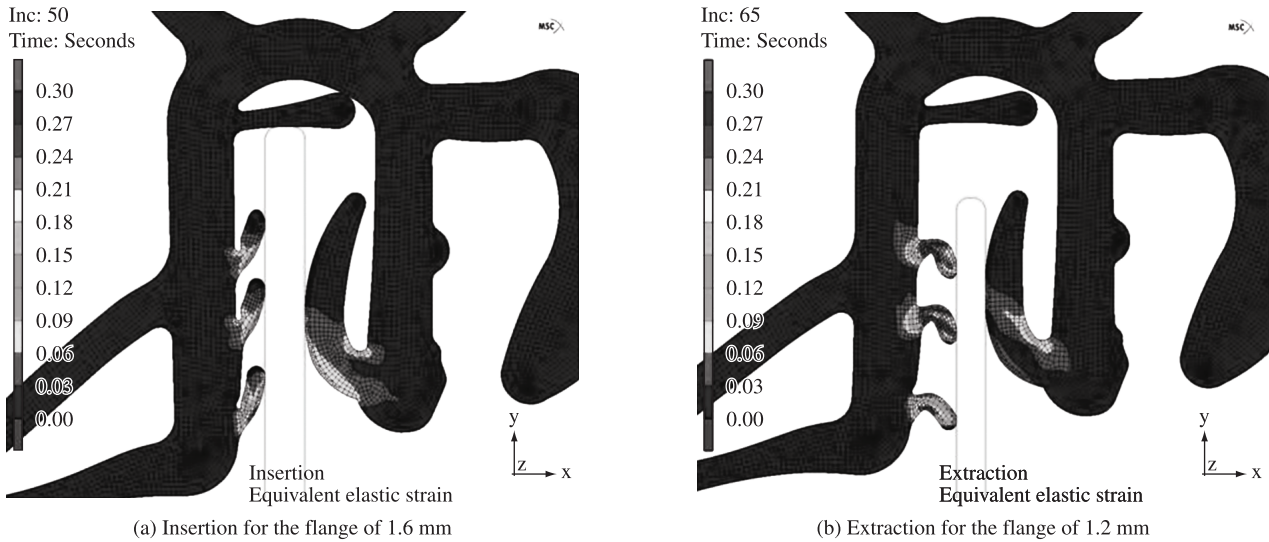 Inc: 50
Time: Seconds
MSC
0.30
0.27
0.24
0.21
0.18
0.15
0.12
0.09
0.06
0.03
0.00
y
z
x
Insertion
Equivalent elastic strain
(a) Insertion for the flange of 1.6 mm
Inc: 65
Time: Seconds
MSC
0.30
0.27
0.24
0.21
0.18
0.15
0.12
0.09
0.06
0.03
0.00
y
z
x
Extraction
Equivalent elastic strain
(b) Extraction for the flange of 1.2 mm